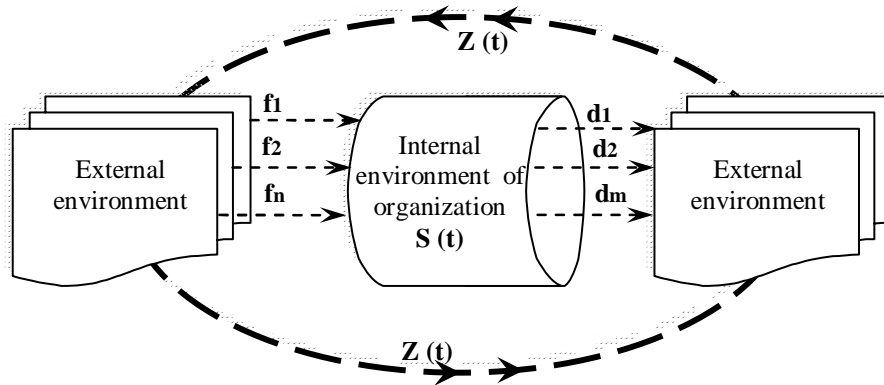 Z (t)
f1
f2
fn
External
environment
Internal
environment of
organization
S (t)
d1
d2
dm
External
environment
Z (t)